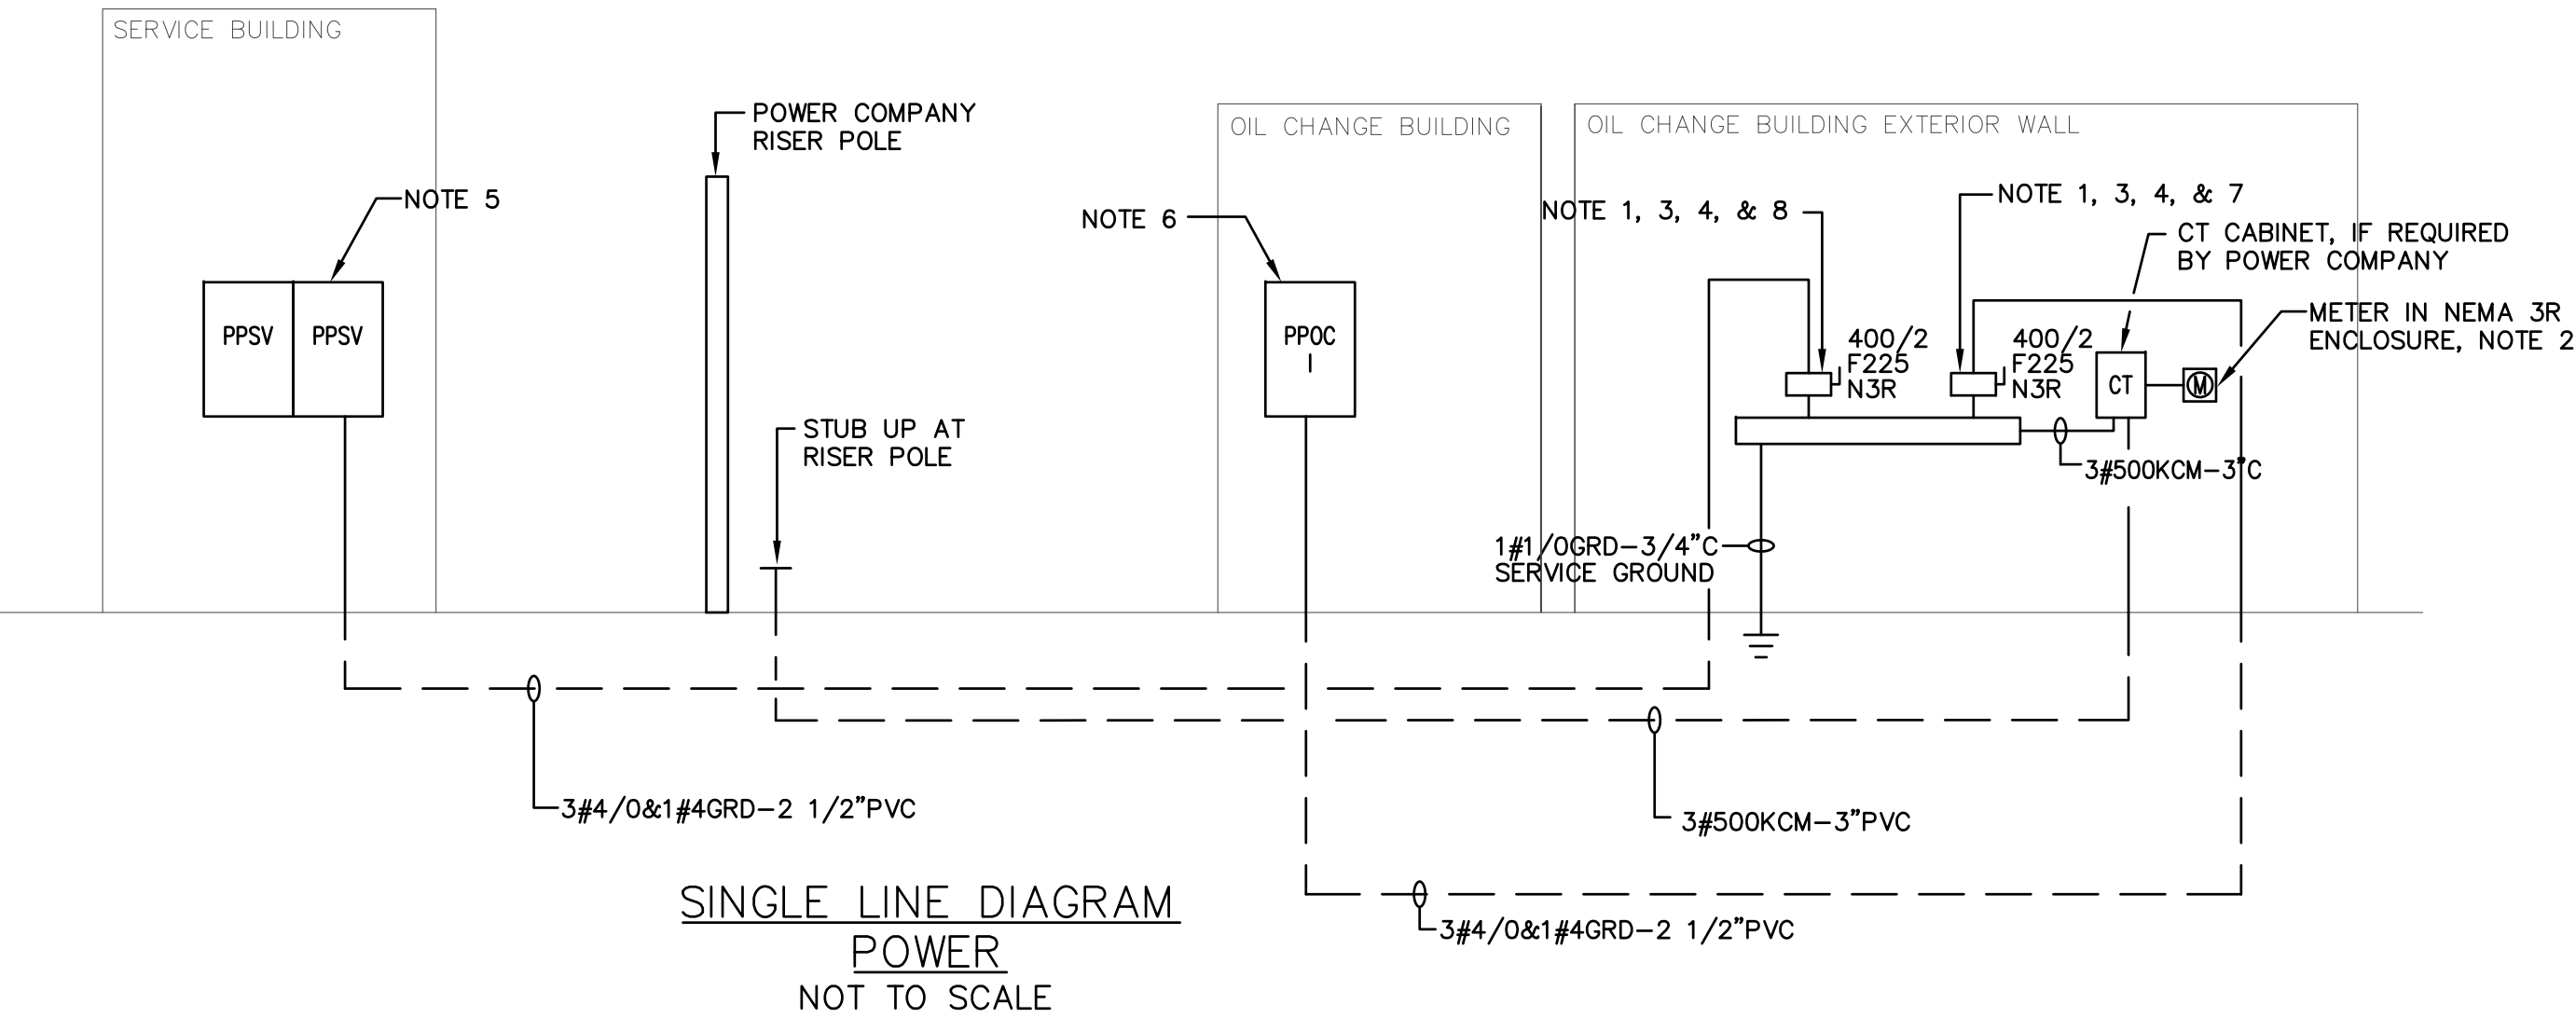 SERVICE BUILDING
POWER COMPANY
RISER POLE
OIL CHANGE BUILDING
OIL CHANGE BUILDING EXTERIOR WALL
NOTE 5
NOTE 6
NOTE 1, 3, 4, & 8
NOTE 1, 3, 4, & 7
CT CABINET, IF REQUIRED
BY POWER COMPANY
METER IN NEMA 3R
ENCLOSURE, NOTE 2
PPSV
PPSV
PPOC
1
400/2
F225
N3R
400/2
F225
N3R
CT
M
STUB UP AT
RISER POLE
3#500KCM-3"C
1#1/0GRD-3/4"C
SERVICE GROUND
3#4/0&1#4GRD-2 1/2"PVC
3#500KCM-3"PVC
3#4/0&1#4GRD-2 1/2"PVC
SINGLE LINE DIAGRAM
POWER
NOT TO SCALE